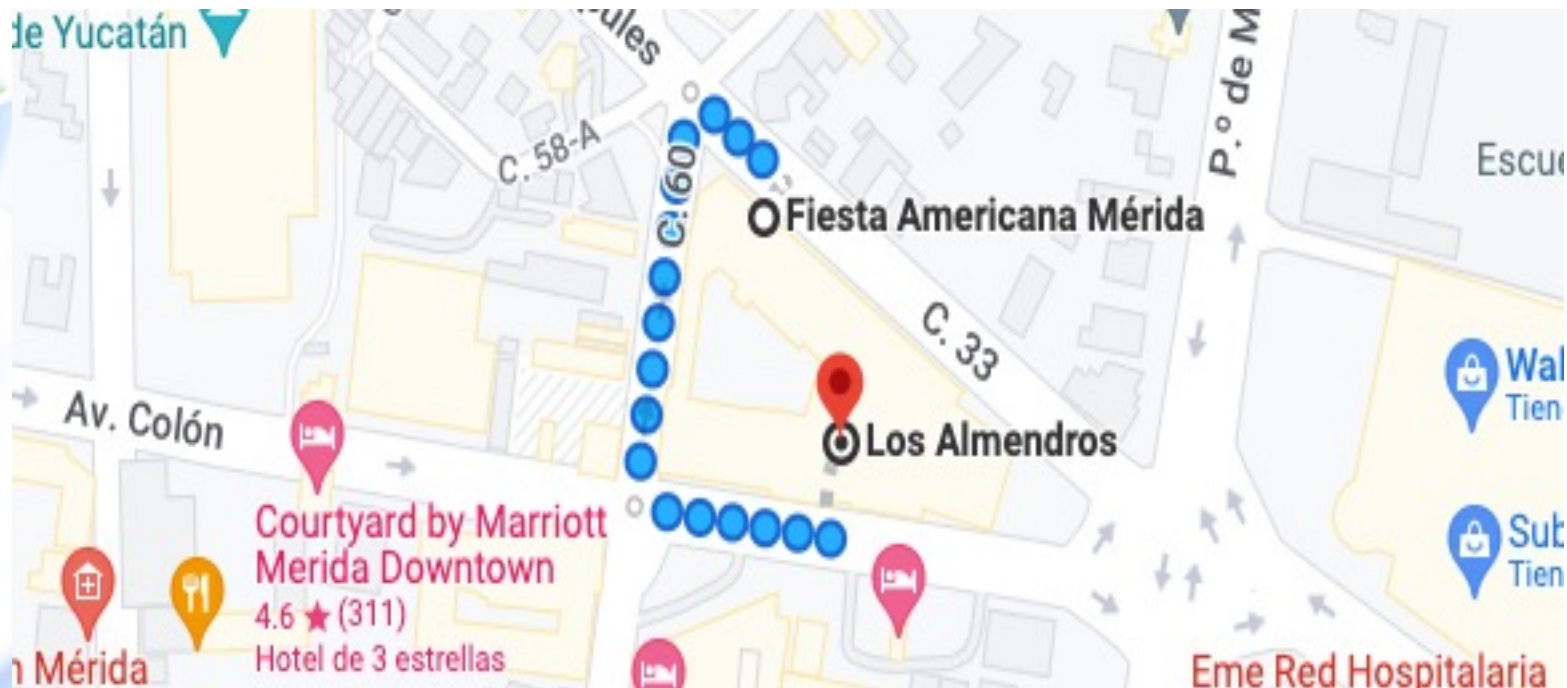 de Yucatán
C. 58-A
P.º de M
Escue
C. 60
Fiesta Americana Mérida
C. 33
Wal
Tien
Av. Colón
Los Almendros
Courtyard by Marriott
Merida Downtown
4.6 ★ (311)
Hotel de 3 estrellas
Sub
Tien
Mérida
Eme Red Hospitalaria